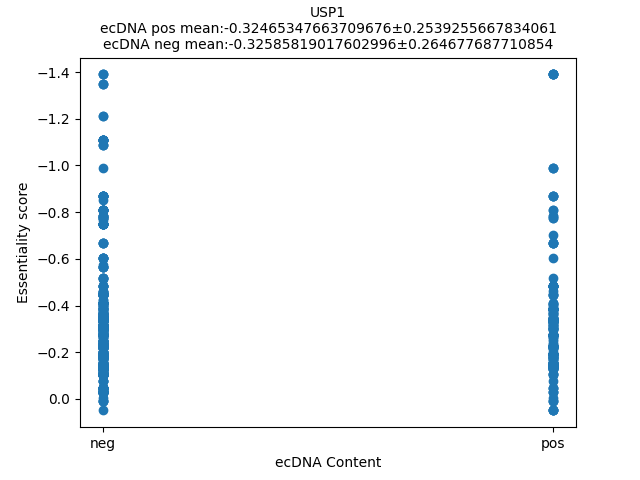 USP1
ecDNA pos mean:-0.32465347663709676±0.2539255667834061
ecDNA neg mean:-0.32585819017602996±0.264677687710854
−1.4
−1.2
−1.0
−0.8
−0.6
−0.4
−0.2
0.0
Essentiality score
neg
pos
ecDNA Content